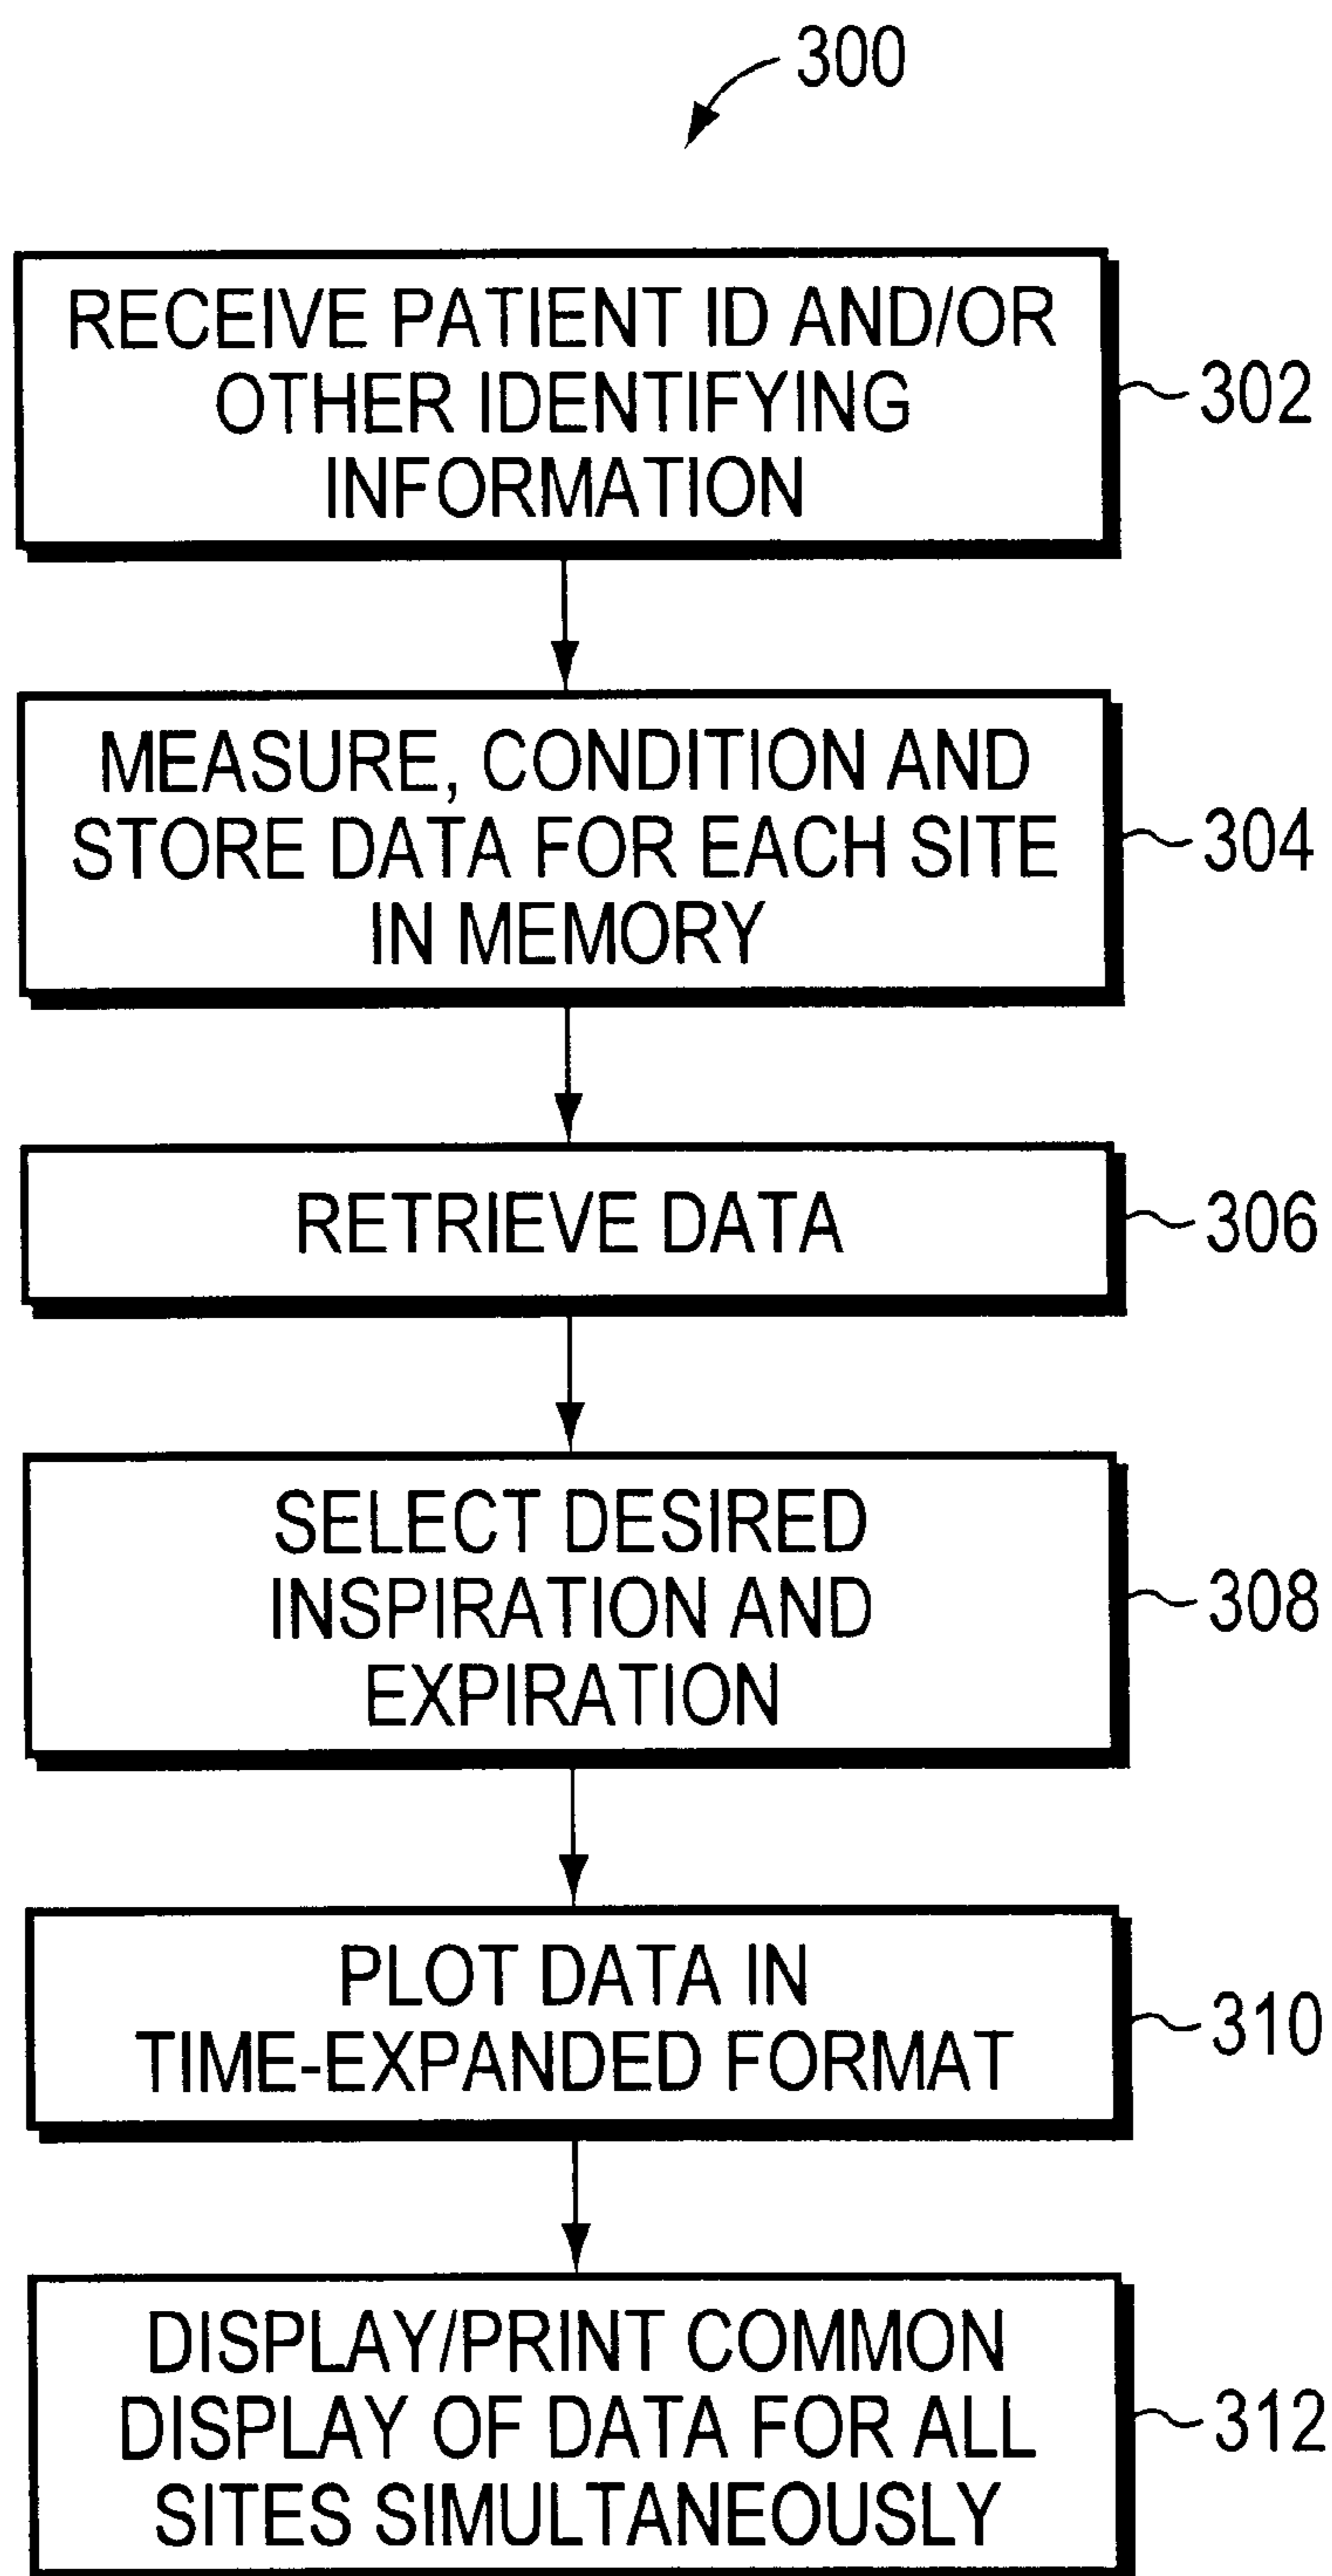 300
RECEIVE PATIENT ID AND/OR
OTHER IDENTIFYING
INFORMATION
302
MEASURE, CONDITION AND
STORE DATA FOR EACH SITE
IN MEMORY
304
RETRIEVE DATA
306
SELECT DESIRED
INSPIRATION AND
EXPIRATION
308
PLOT DATA IN
TIME-EXPANDED FORMAT
310
DISPLAY/PRINT COMMON
DISPLAY OF DATA FOR ALL
SITES SIMULTANEOUSLY
312